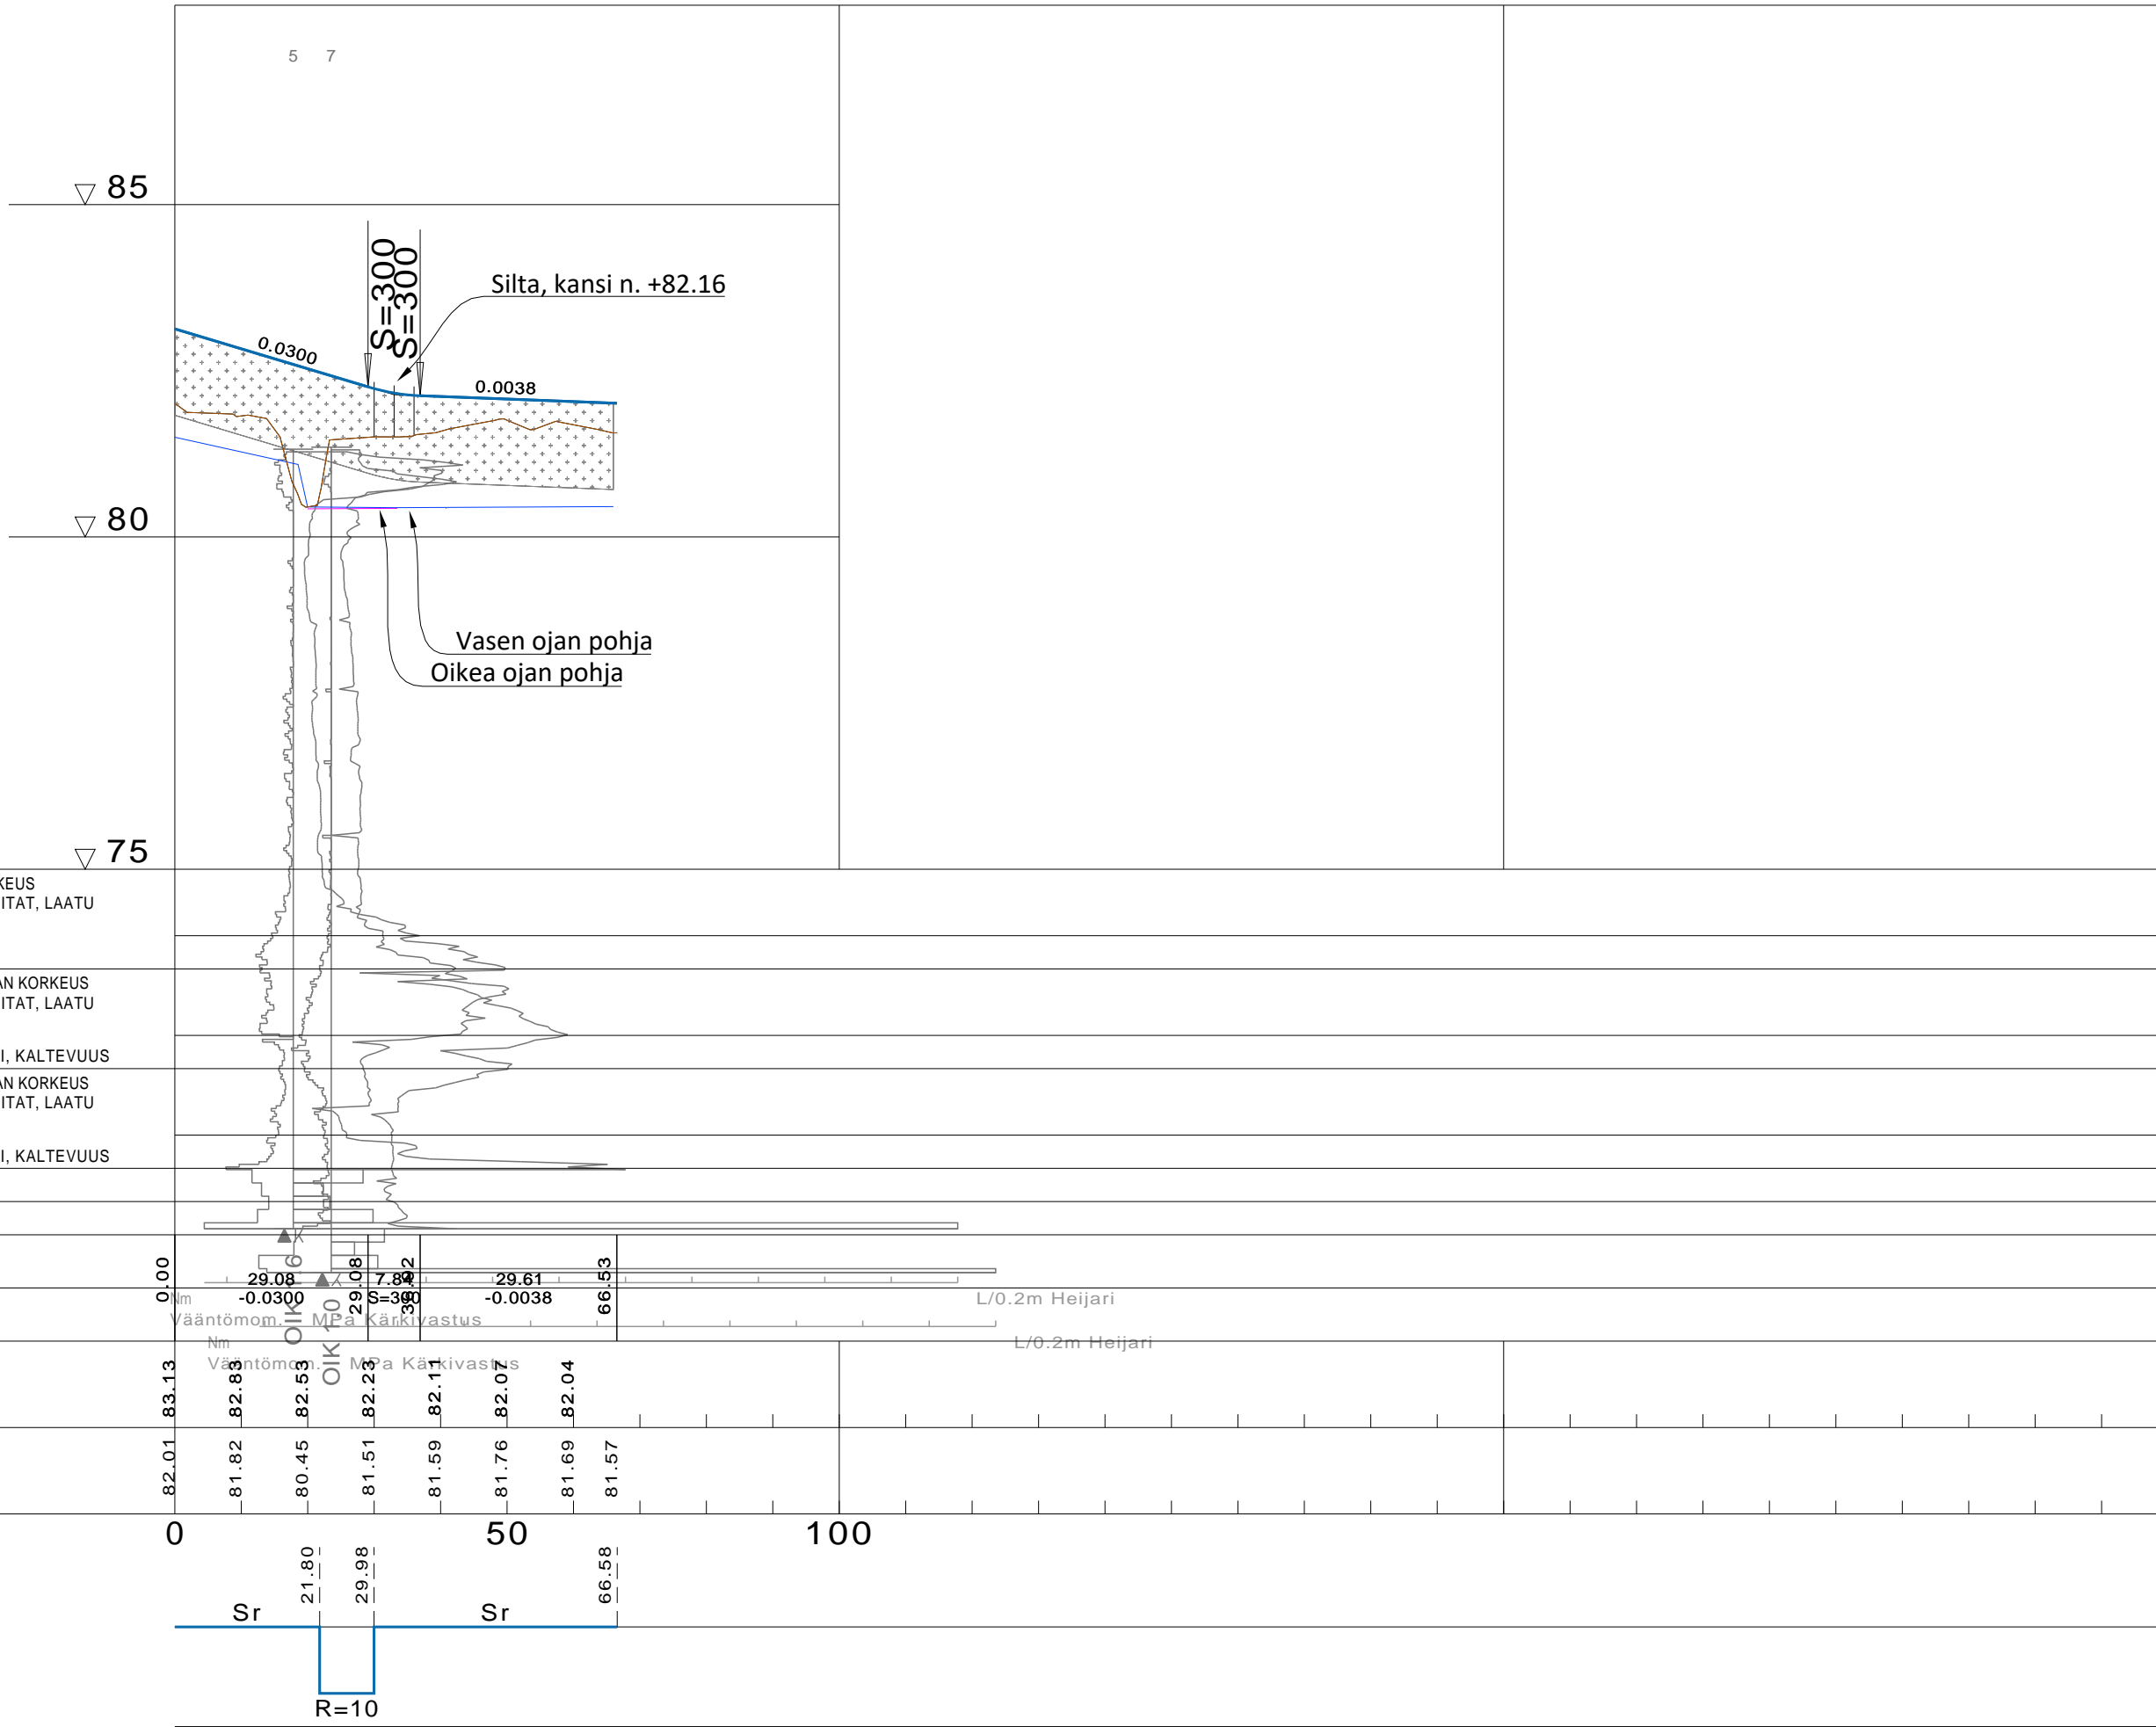 5 7
85
S=300
S=300
Silta, kansi n. +82.16
0.0300
0.0038
80
Vasen ojan pohja
Oikea ojan pohja
75
KEUS
ITAT, LAATU
AN KORKEUS
ITAT, LAATU
I, KALTEVUUS
AN KORKEUS
ITAT, LAATU
I, KALTEVUUS
0.00 29.08 66.53
29.08 7.84 29.61
-0.0300 S=300 -0.0038
Nm L/0.2m Heijari
Vääntömom. MPa Kärkivastus
Nm L/0.2m Heijari
Vääntömom. MPa Kärkivastus
83.13 82.83 82.53 82.23 82.11 82.07 82.04
82.01 81.82 80.45 81.51 81.59 81.76 81.69 81.57
0 50 100
21.80 29.98 66.58
Sr Sr
R=10